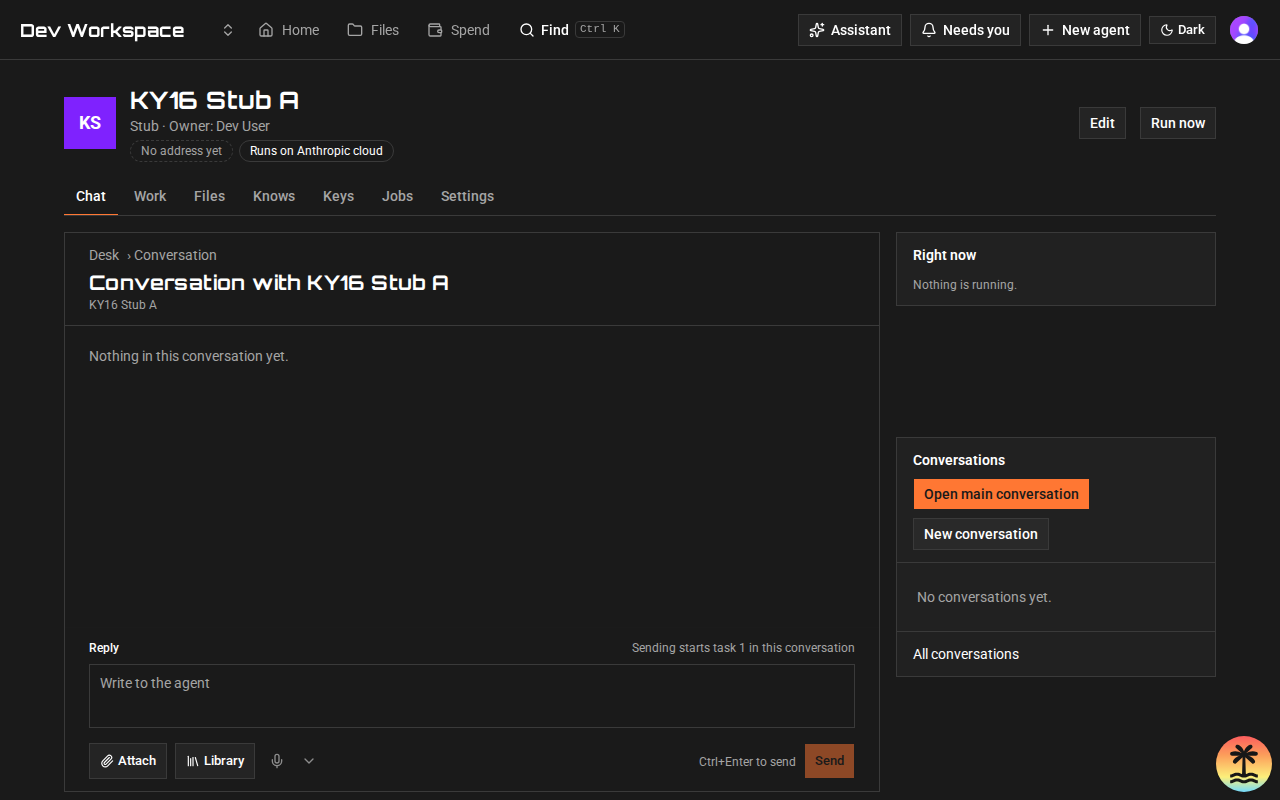 Dev Workspace
Home
Files
Spend
Find
Ctrl K
Assistant
Needs you
New agent
Dark
KS
KY16 Stub A
Stub · Owner: Dev User
No address yet
Runs on Anthropic cloud
Edit
Run now
Chat
Work
Files
Knows
Keys
Jobs
Settings
Desk › Conversation
Conversation with KY16 Stub A
KY16 Stub A
Nothing in this conversation yet.
Reply
Sending starts task 1 in this conversation
Write to the agent
Attach
Library
Ctrl+Enter to send
Send
Right now
Nothing is running.
Conversations
Open main conversation
New conversation
No conversations yet.
All conversations